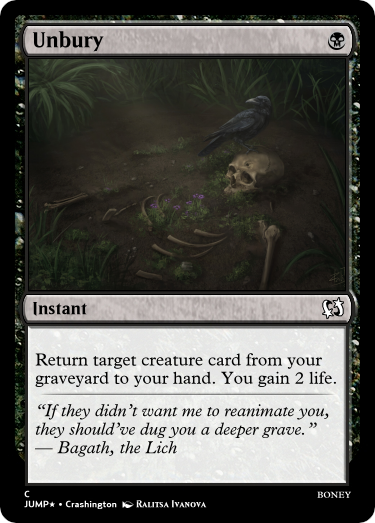 Unbury
Instant
Return target creature card from your
graveyard to your hand. You gain 2 life.
“If they didn’t want me to reanimate you,
they should’ve dug you a deeper grave.”
— Bagath, the Lich
C
BONEY
JUMP★ • Crashington Ralitsa Ivanova